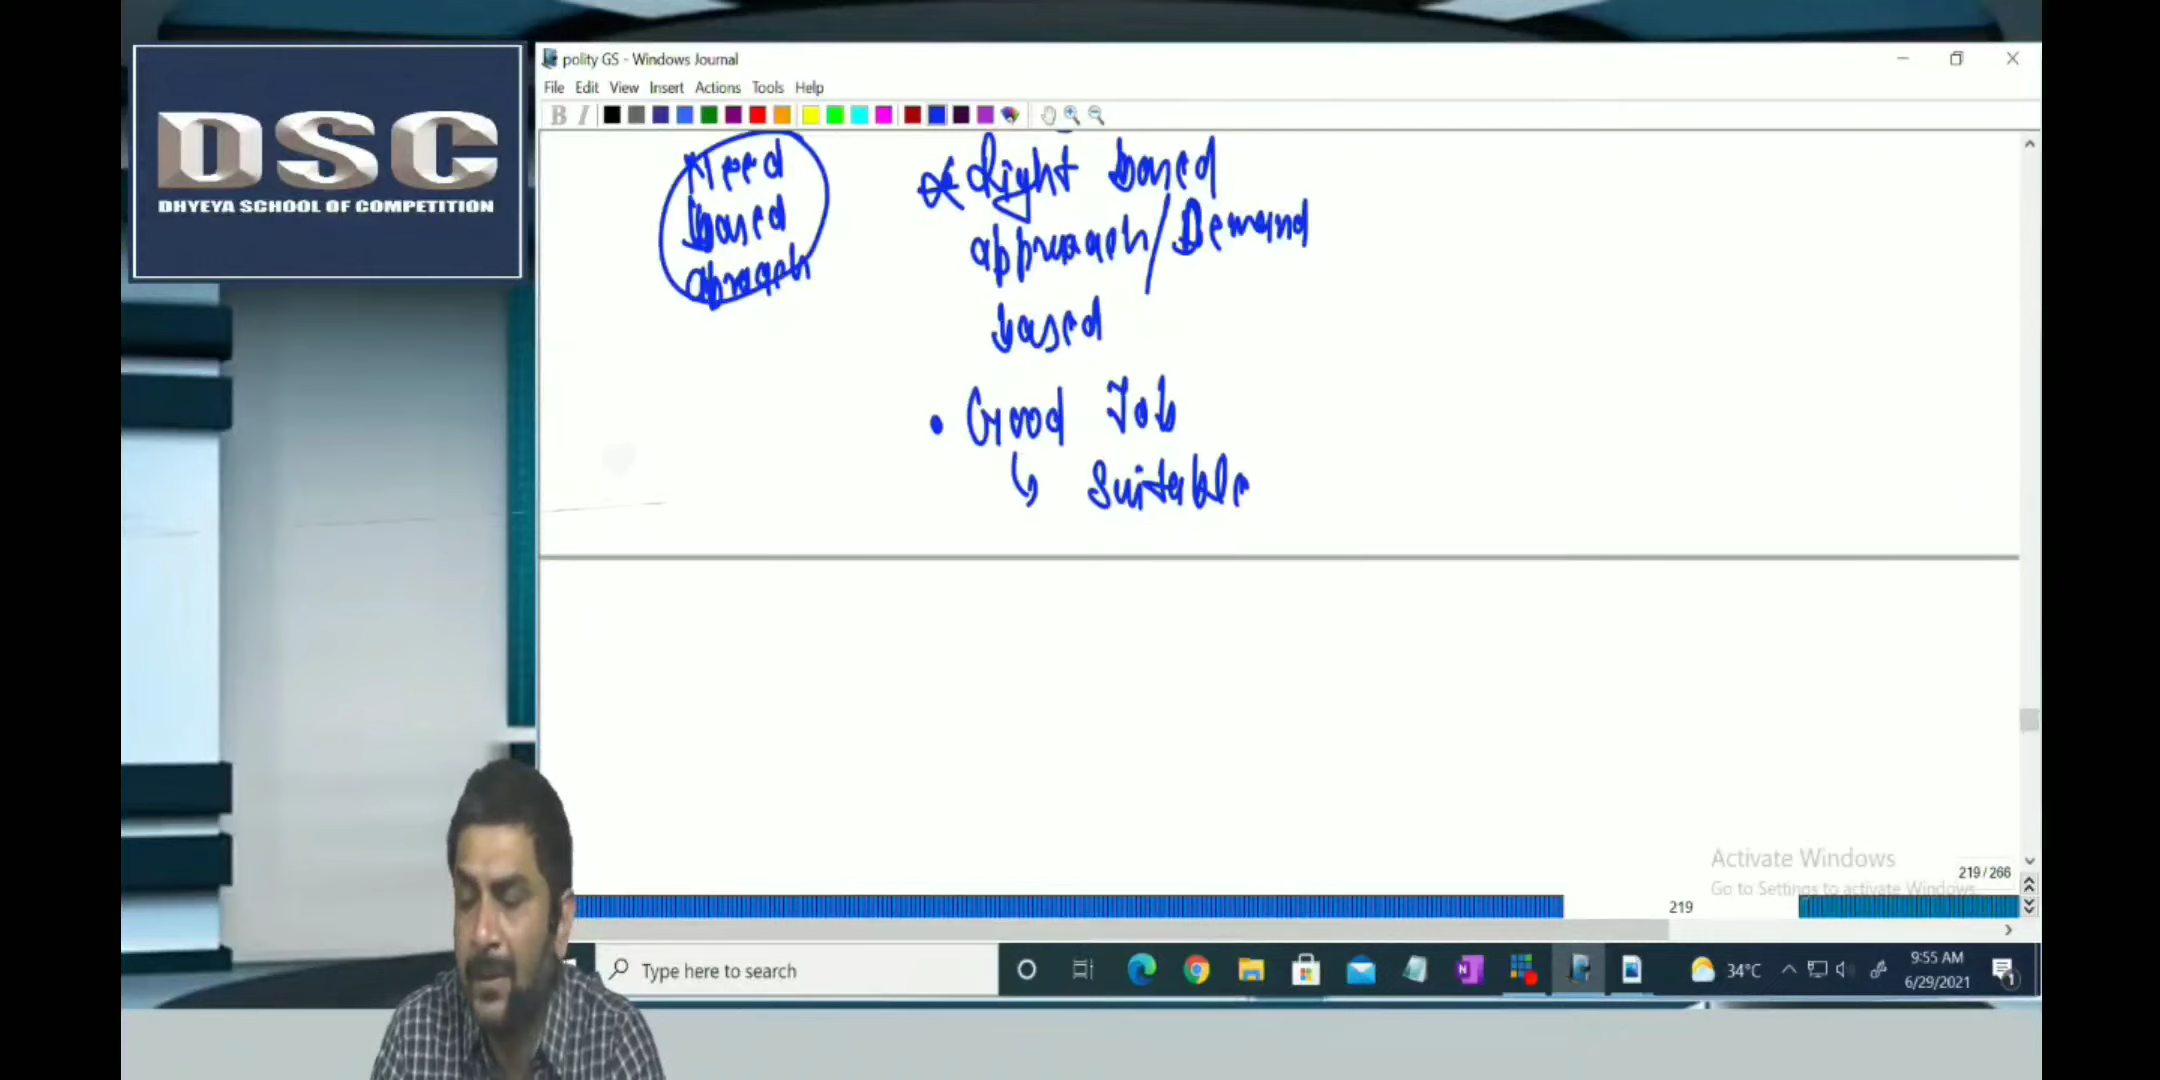 DSC
DHYEYA SCHOOL OF COMPETITION
polity GS - Windows Journal
File Edit View Insert Actions Tools Help
B I
Need
based
aproach
Right based
approach / Demand
based
• Good Job
Suitable
Activate Windows
Go to Settings to activate Windows.
219 / 266
219
Type here to search
34°C
9:55 AM
6/29/2021
1